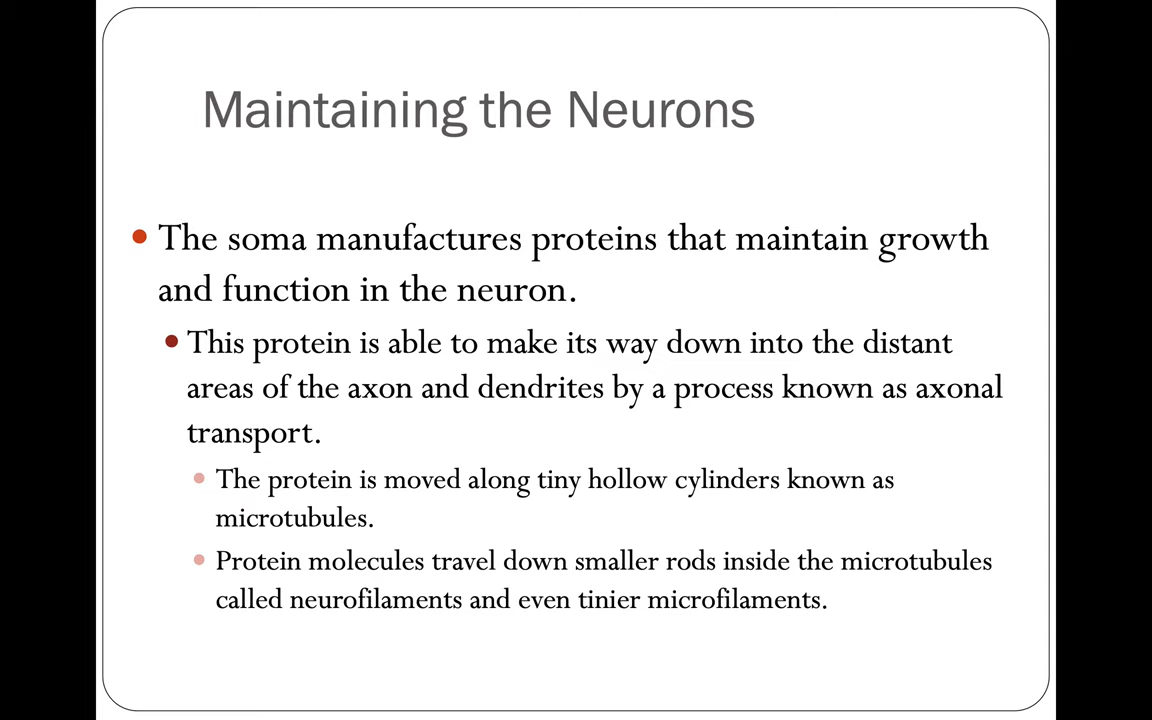 Maintaining the Neurons
The soma manufactures proteins that maintain growth
and function in the neuron.
This protein is able to make its way down into the distant
areas of the axon and dendrites by a process known as axonal
transport.
The protein is moved along tiny hollow cylinders known as
microtubules.
Protein molecules travel down smaller rods inside the microtubules
called neurofilaments and even tinier microfilaments.